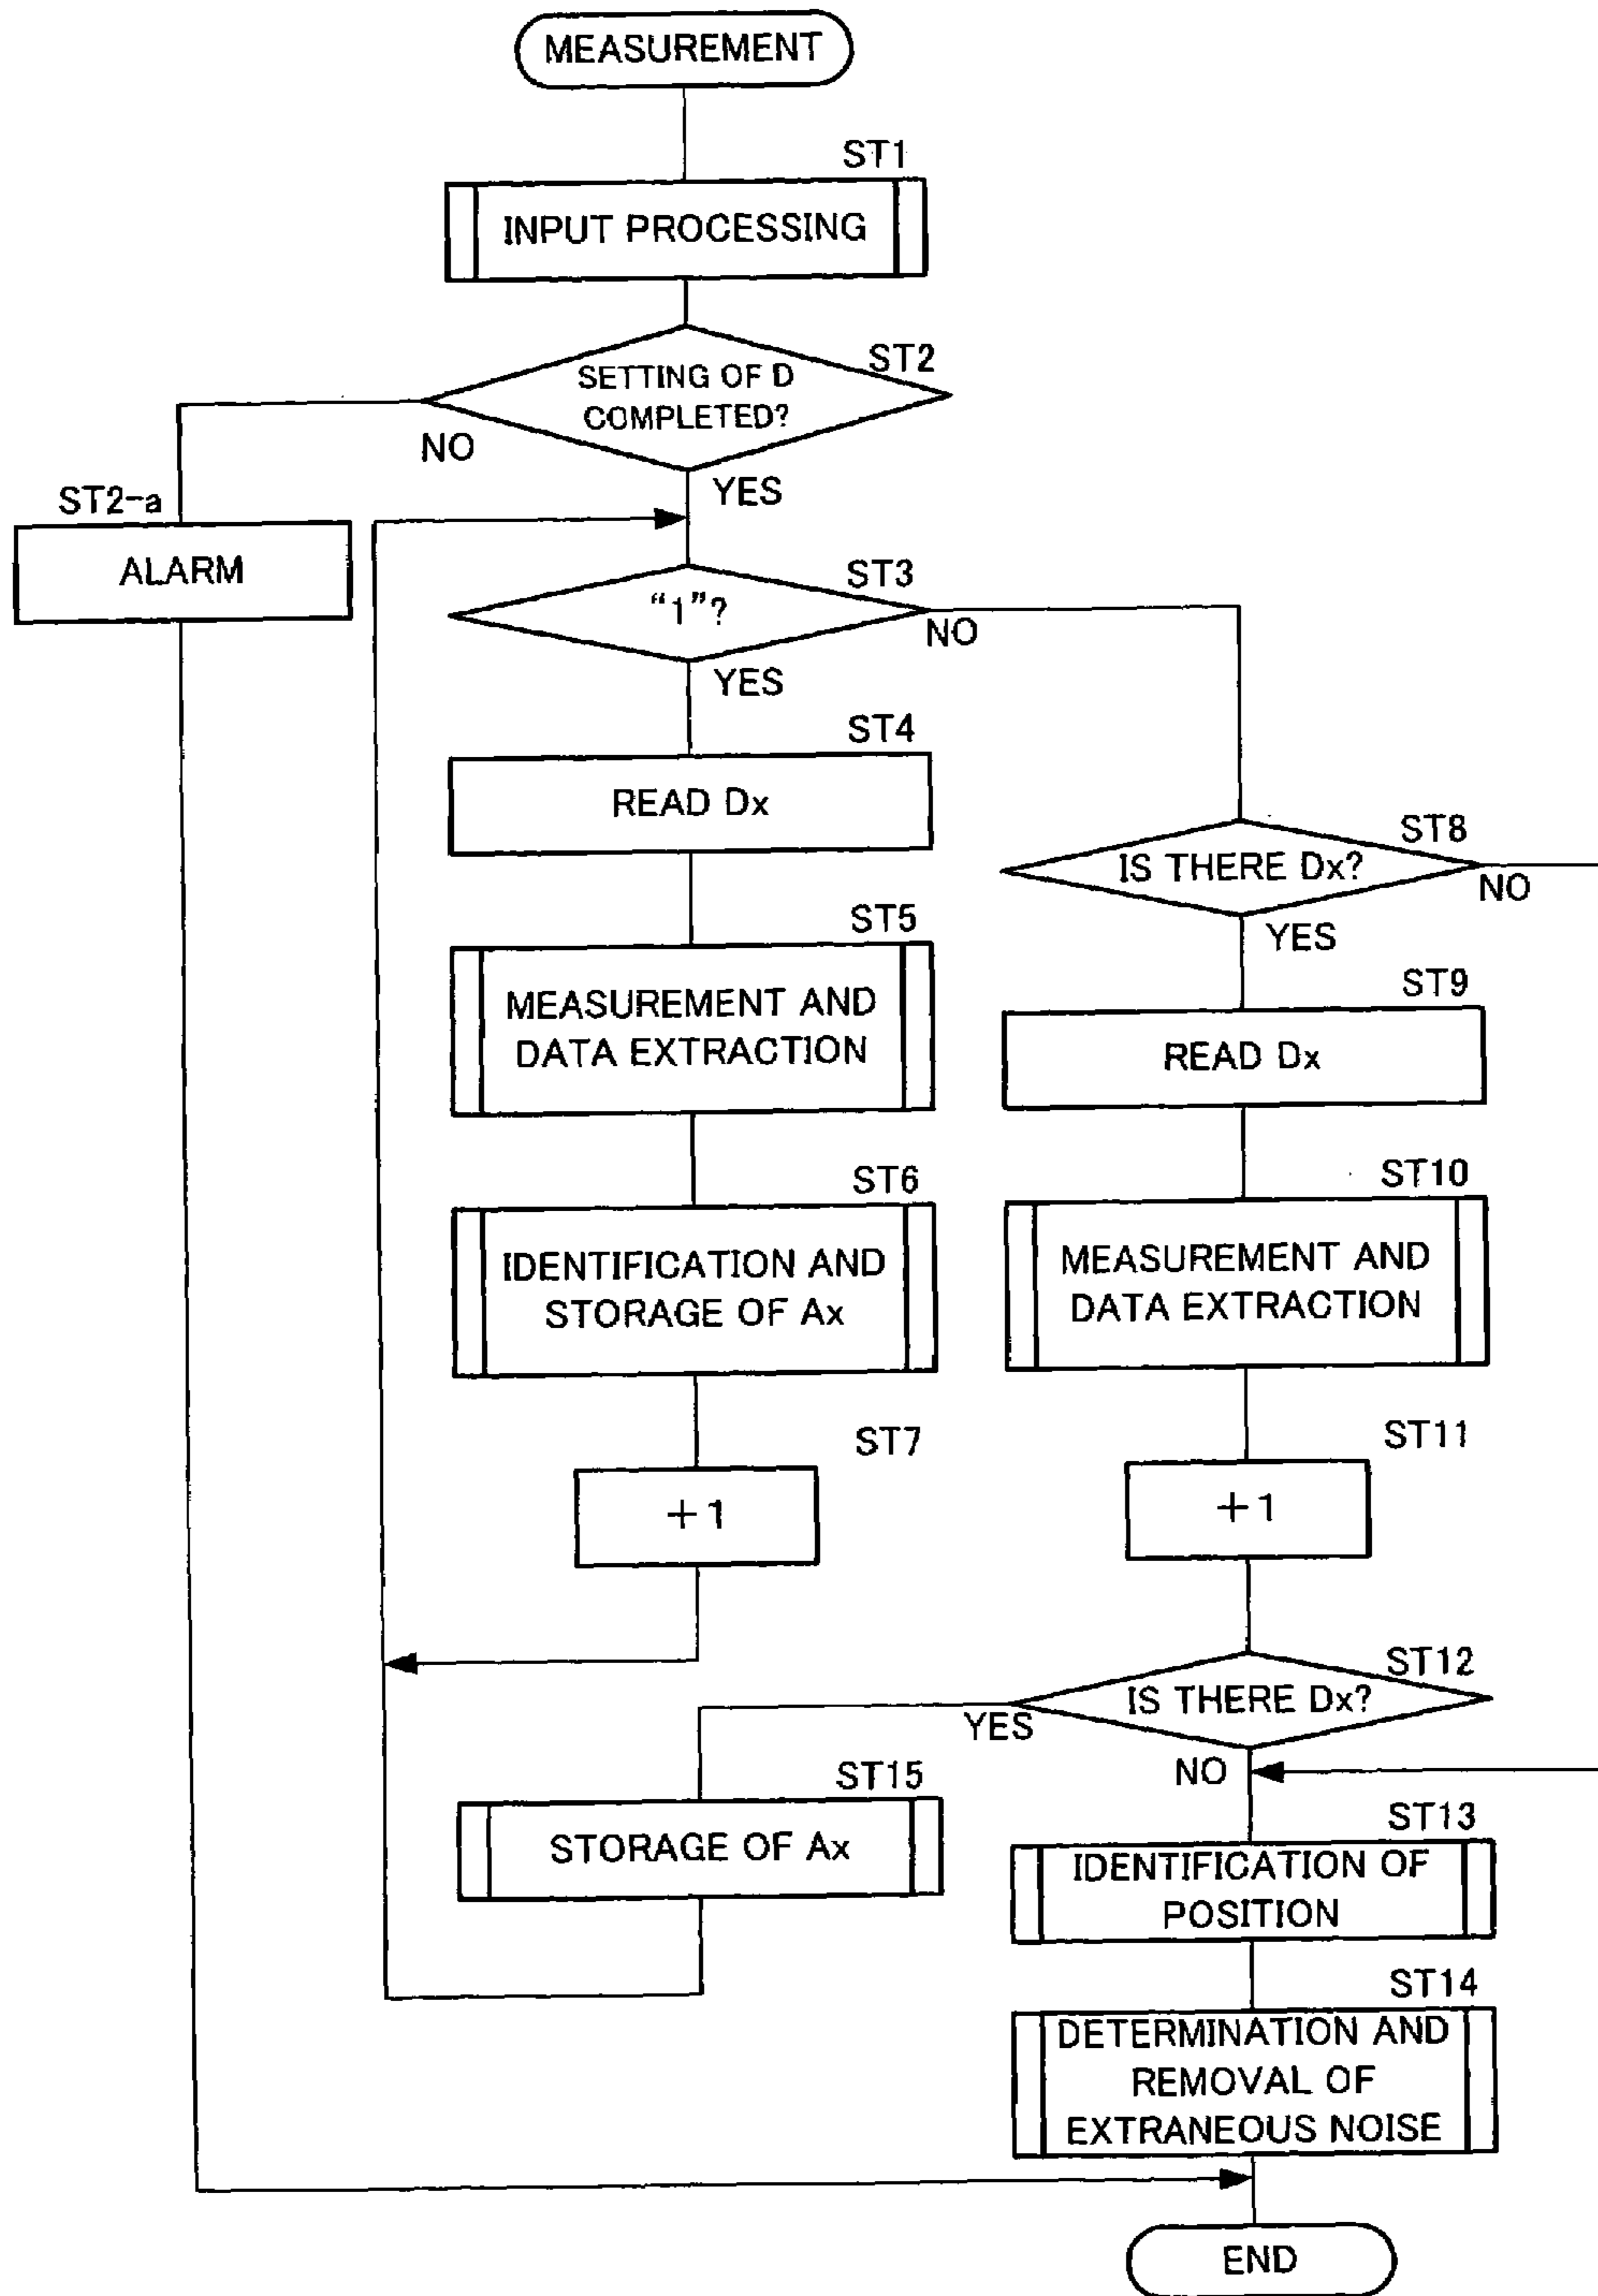 MEASUREMENT
ST1
INPUT PROCESSING
ST2
SETTING OF D
COMPLETED?
NO
YES
ST2-a
ALARM
ST3
“1”?
NO
YES
ST4
READ Dx
ST8
IS THERE Dx?
NO
YES
ST5
MEASUREMENT AND
DATA EXTRACTION
ST9
READ Dx
ST6
IDENTIFICATION AND
STORAGE OF Ax
ST10
MEASUREMENT AND
DATA EXTRACTION
ST7
+1
ST11
+1
ST12
IS THERE Dx?
YES
NO
ST15
STORAGE OF Ax
ST13
IDENTIFICATION OF
POSITION
ST14
DETERMINATION AND
REMOVAL OF
EXTRANEOUS NOISE
END